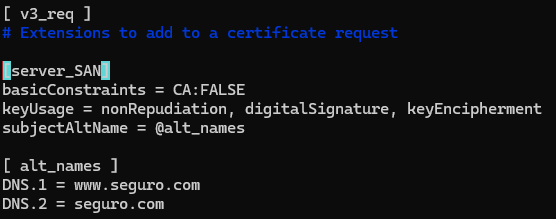 [ v3_req ]
# Extensions to add to a certificate request
[server_SAN]
basicConstraints = CA:FALSE
keyUsage = nonRepudiation, digitalSignature, keyEncipherment
subjectAltName = @alt_names
[ alt_names ]
DNS.1 = www.seguro.com
DNS.2 = seguro.com